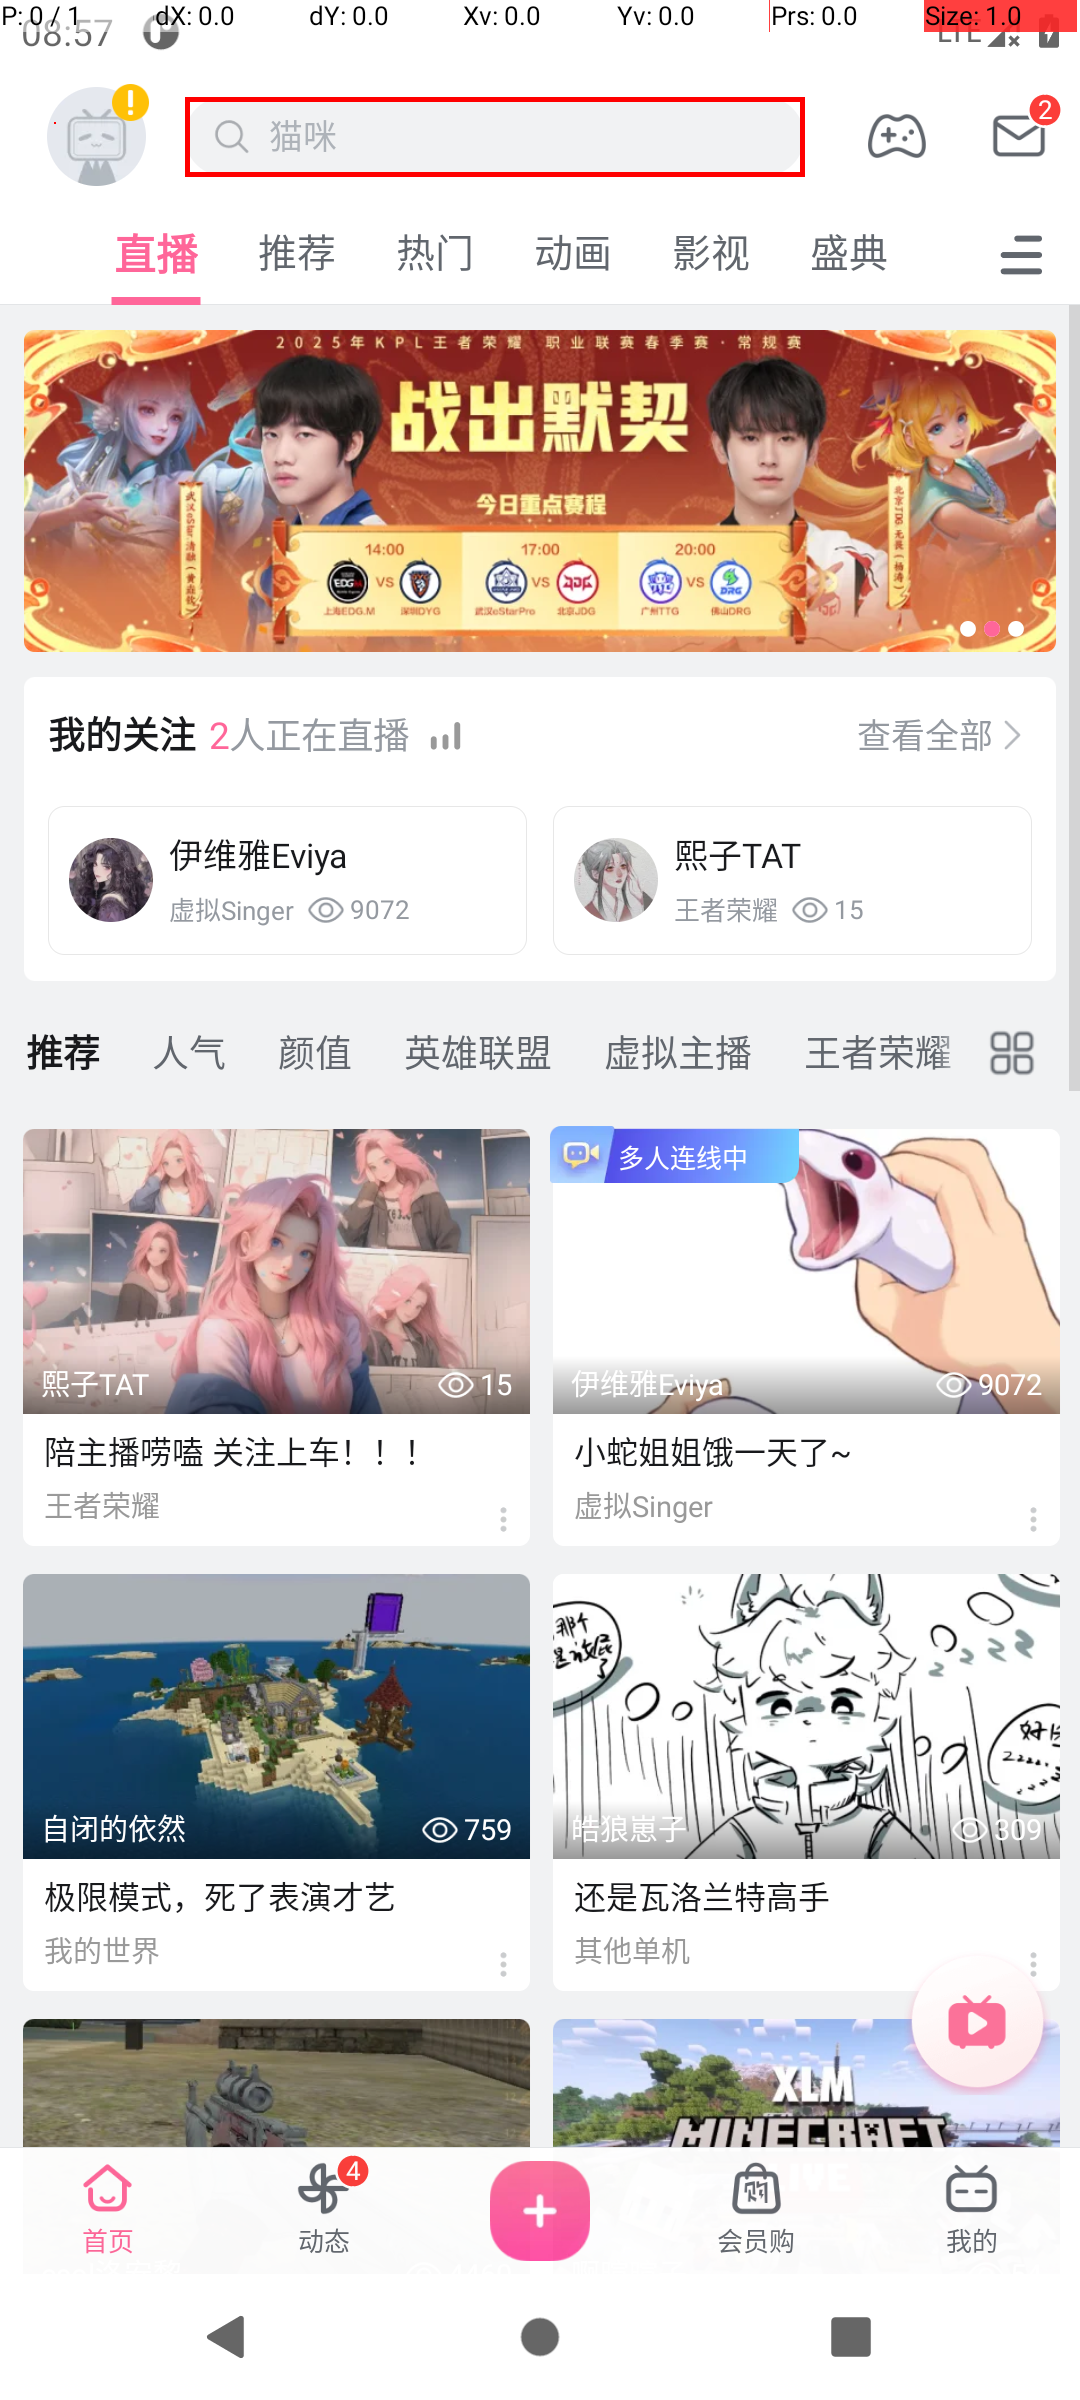 P: 0 / 1 dX: 0.0 dY: 0.0 Xv: 0.0 Yv: 0.0 Prs: 0.0 Size: 1.0
08:57 LTE
猫咪
2
直播 推荐 热门 动画 影视 盛典
2025年KPL王者荣耀 职业联赛春季赛·常规赛
战出默契
今日重点赛程
14:00 17:00 20:00
VS VS VS
上海EDG.M 深圳DYG 武汉eStarPro 北京JDG 广州TTG 佛山DRG
我的关注 2人正在直播 查看全部
伊维雅Eviya 熙子TAT
虚拟Singer 9072 王者荣耀 15
推荐 人气 颜值 英雄联盟 虚拟主播 王者荣耀
多人连线中
熙子TAT 15 伊维雅Eviya 9072
陪主播唠嗑 关注上车！！！ 小蛇姐姐饿一天了~
王者荣耀 虚拟Singer
自闭的依然 759 皓狼崽子 309
极限模式，死了表演才艺 还是瓦洛兰特高手
我的世界 其他单机
XLM
MINECRAFT
4
首页 动态 会员购 我的